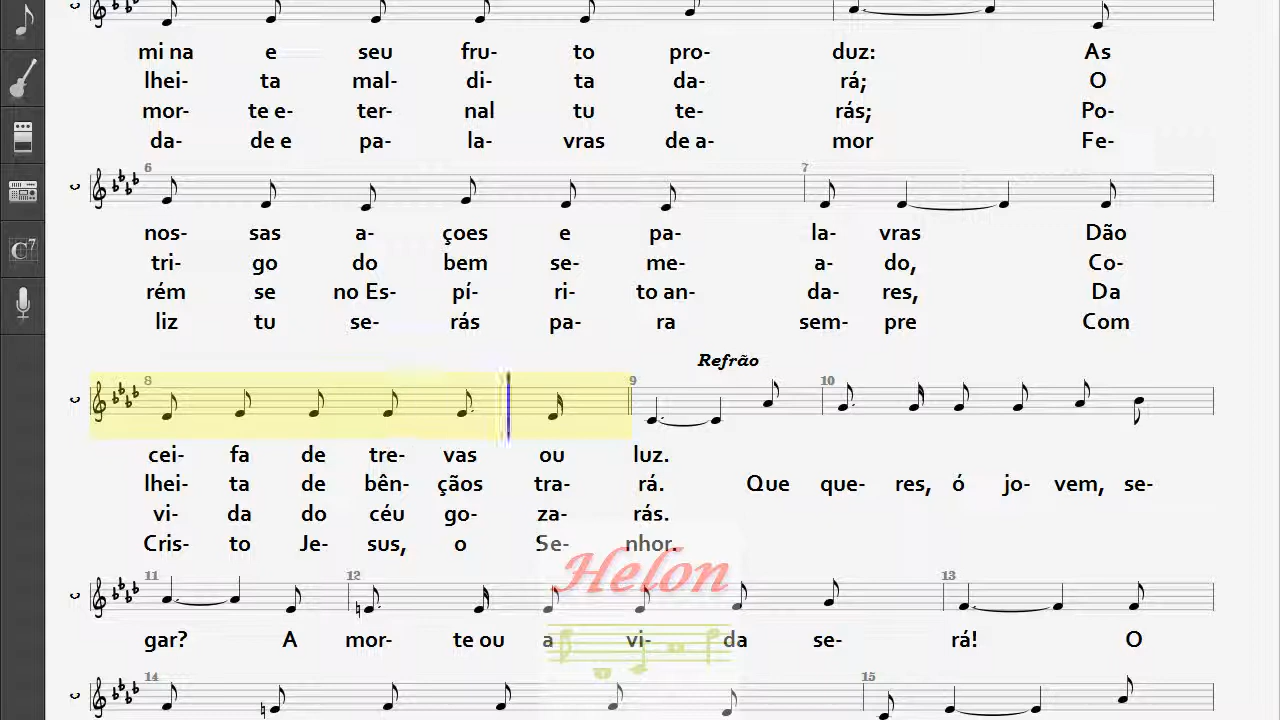 mi na e seu fru- to pro- duz: As
lhei- ta mal- di- ta da- rá; O
mor- te e- ter- nal tu te- rás; Po-
da- de e pa- la- vras de a- mor Fe-
6 7
nos- sas a- çoes e pa- la- vras Dão
tri- go do bem se- me- a- do, Co-
rém se no Es- pí- ri- to an- da- res, Da
liz tu se- rás pa- ra sem- pre Com
C7
Refrão
8 9 10
cei- fa de tre- vas ou luz.
lhei- ta de bên- çãos tra- rá. Que que- res, ó jo- vem, se-
vi- da do céu go- za- rás.
Cris- to Je- sus, o Se- nhor.
Helon
11 12 13
gar? A mor- te ou a vi- da se- rá! O
14 15